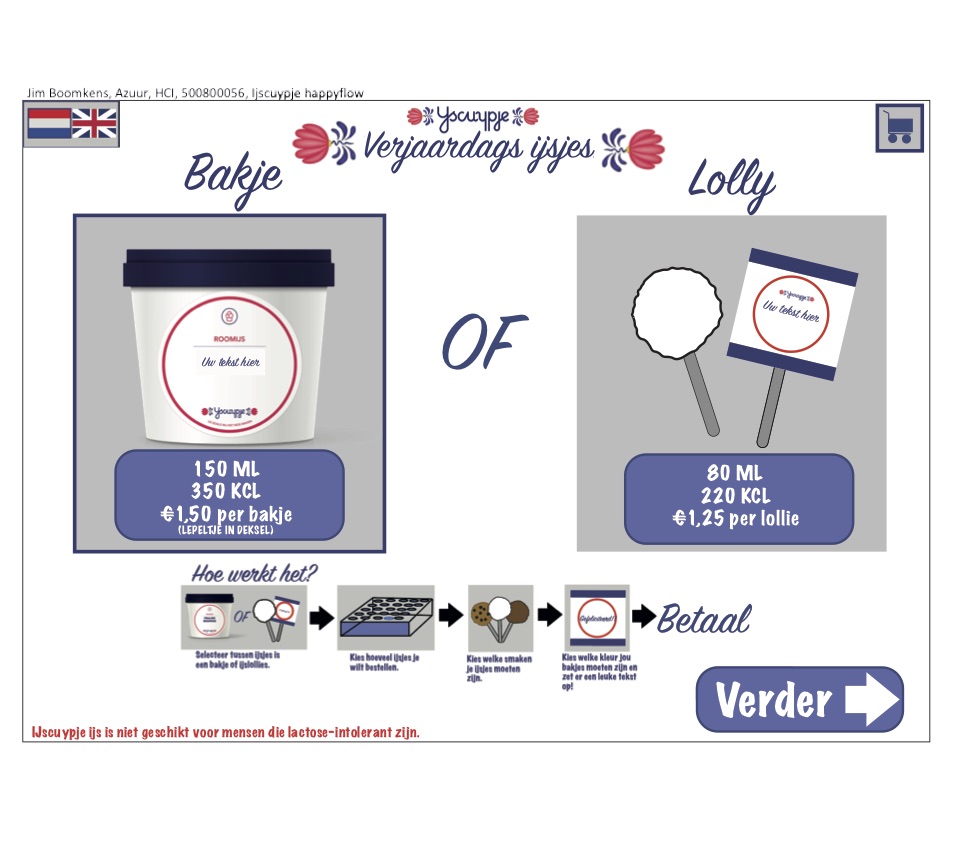 Jim Boomkens, Azuur, HCI, 500800056, Ijscuypje happyflow
Yscuypje
Verjaardags ijsjes
Bakje
Lolly
ROOMIJS
Uw tekst hier
Yscuypje
OF
Yscuypje
Uw tekst hier
150 ML
350 KCL
€1,50 per bakje
(LEPELTJE IN DEKSEL)
80 ML
220 KCL
€1,25 per lollie
Hoe werkt het?
OF
Gefeliciteerd!
Betaal
Selecteer tussen ijsjes is
een bakje of ijslollies.
Kies hoeveel ijsjes je
wilt bestellen.
Kies welke smaken
je ijsjes moeten
zijn.
Kies welke kleur jou
bakjes moeten zijn en
zet er een leuke tekst
op!
Verder
IJscuypje ijs is niet geschikt voor mensen die lactose-intolerant zijn.